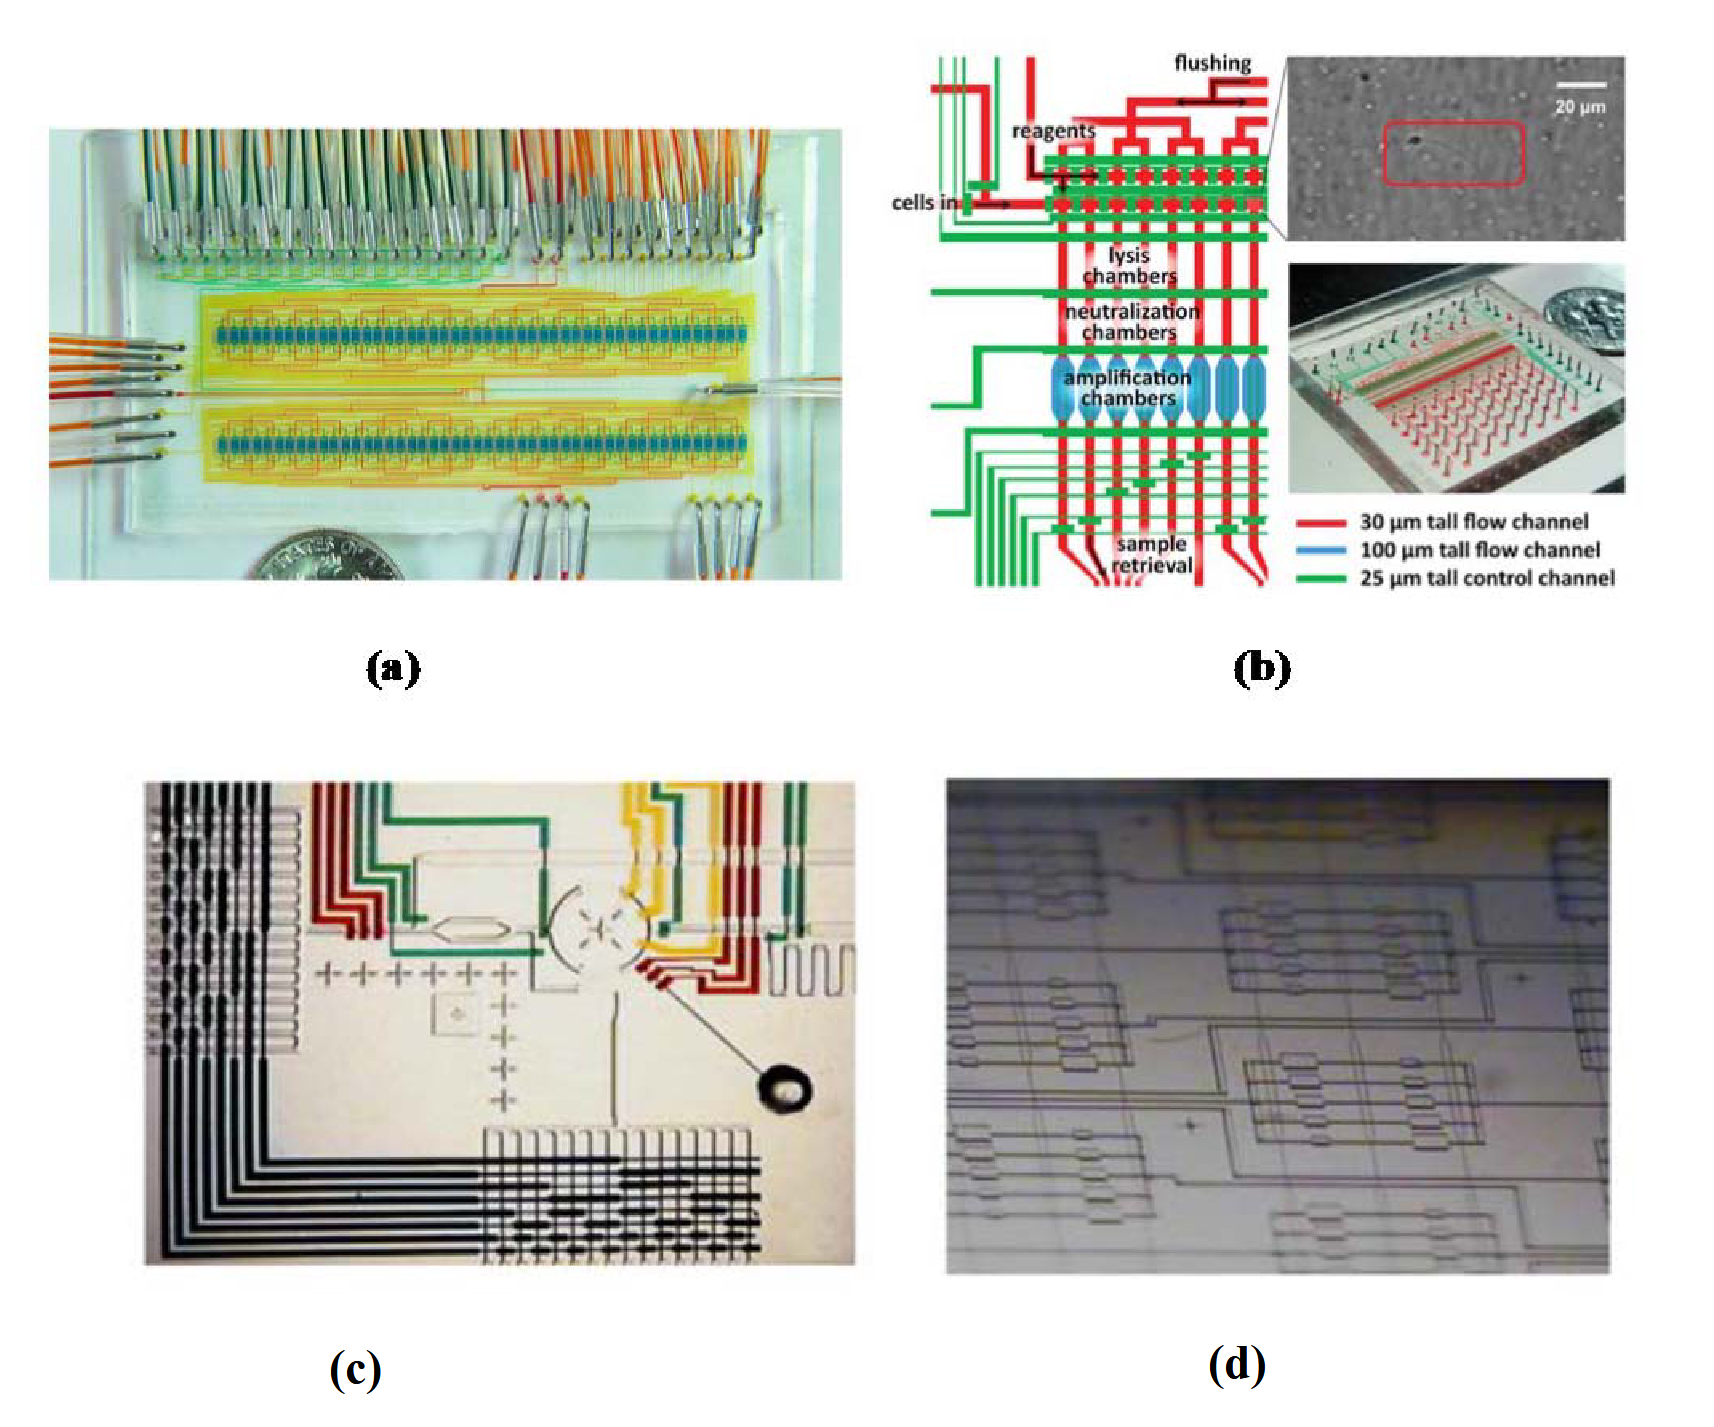 flushing
20 μm
reagents
cells in
lysis
chambers
neutralization
chambers
amplification
chambers
sample
retrieval
30 μm tall flow channel
100 μm tall flow channel
25 μm tall control channel
(a)
(b)
(c)
(d)